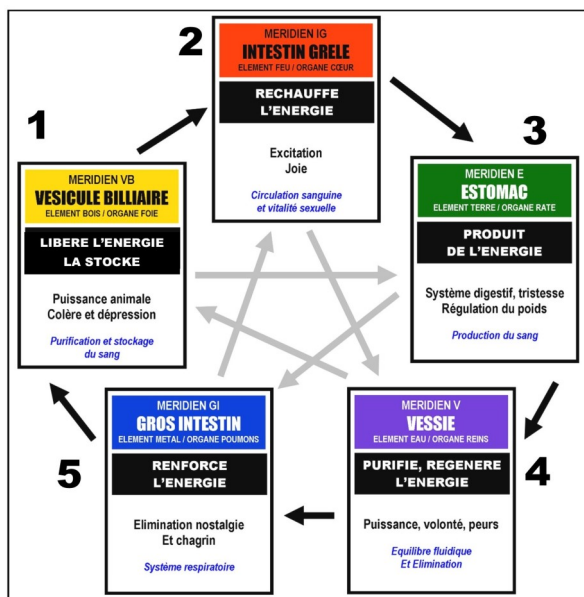 1
MERIDIEN VB
VESICULE BILLIAIRE
ELEMENT BOIS / ORGANE FOIE
LIBERE L'ENERGIE
LA STOCKE
Puissance animale
Colère et dépression
Purification et stockage
du sang
2
MERIDIEN IG
INTESTIN GRELE
ELEMENT FEU / ORGANE CŒUR
RECHAUFFE
L'ENERGIE
Excitation
Joie
Circulation sanguine
et vitalité sexuelle
3
MERIDIEN E
ESTOMAC
ELEMENT TERRE / ORGANE RATE
PRODUIT
DE L'ENERGIE
Système digestif, tristesse
Régulation du poids
Production du sang
4
MERIDIEN V
VESSIE
ELEMENT EAU / ORGANE REINS
PURIFIE, REGENERE
L'ENERGIE
Puissance, volonté, peurs
Equilibre fluidique
Et Elimination
5
MERIDIEN GI
GROS INTESTIN
ELEMENT METAL / ORGANE POUMONS
RENFORCE
L'ENERGIE
Elimination nostalgie
Et chagrin
Systéme respiratoire